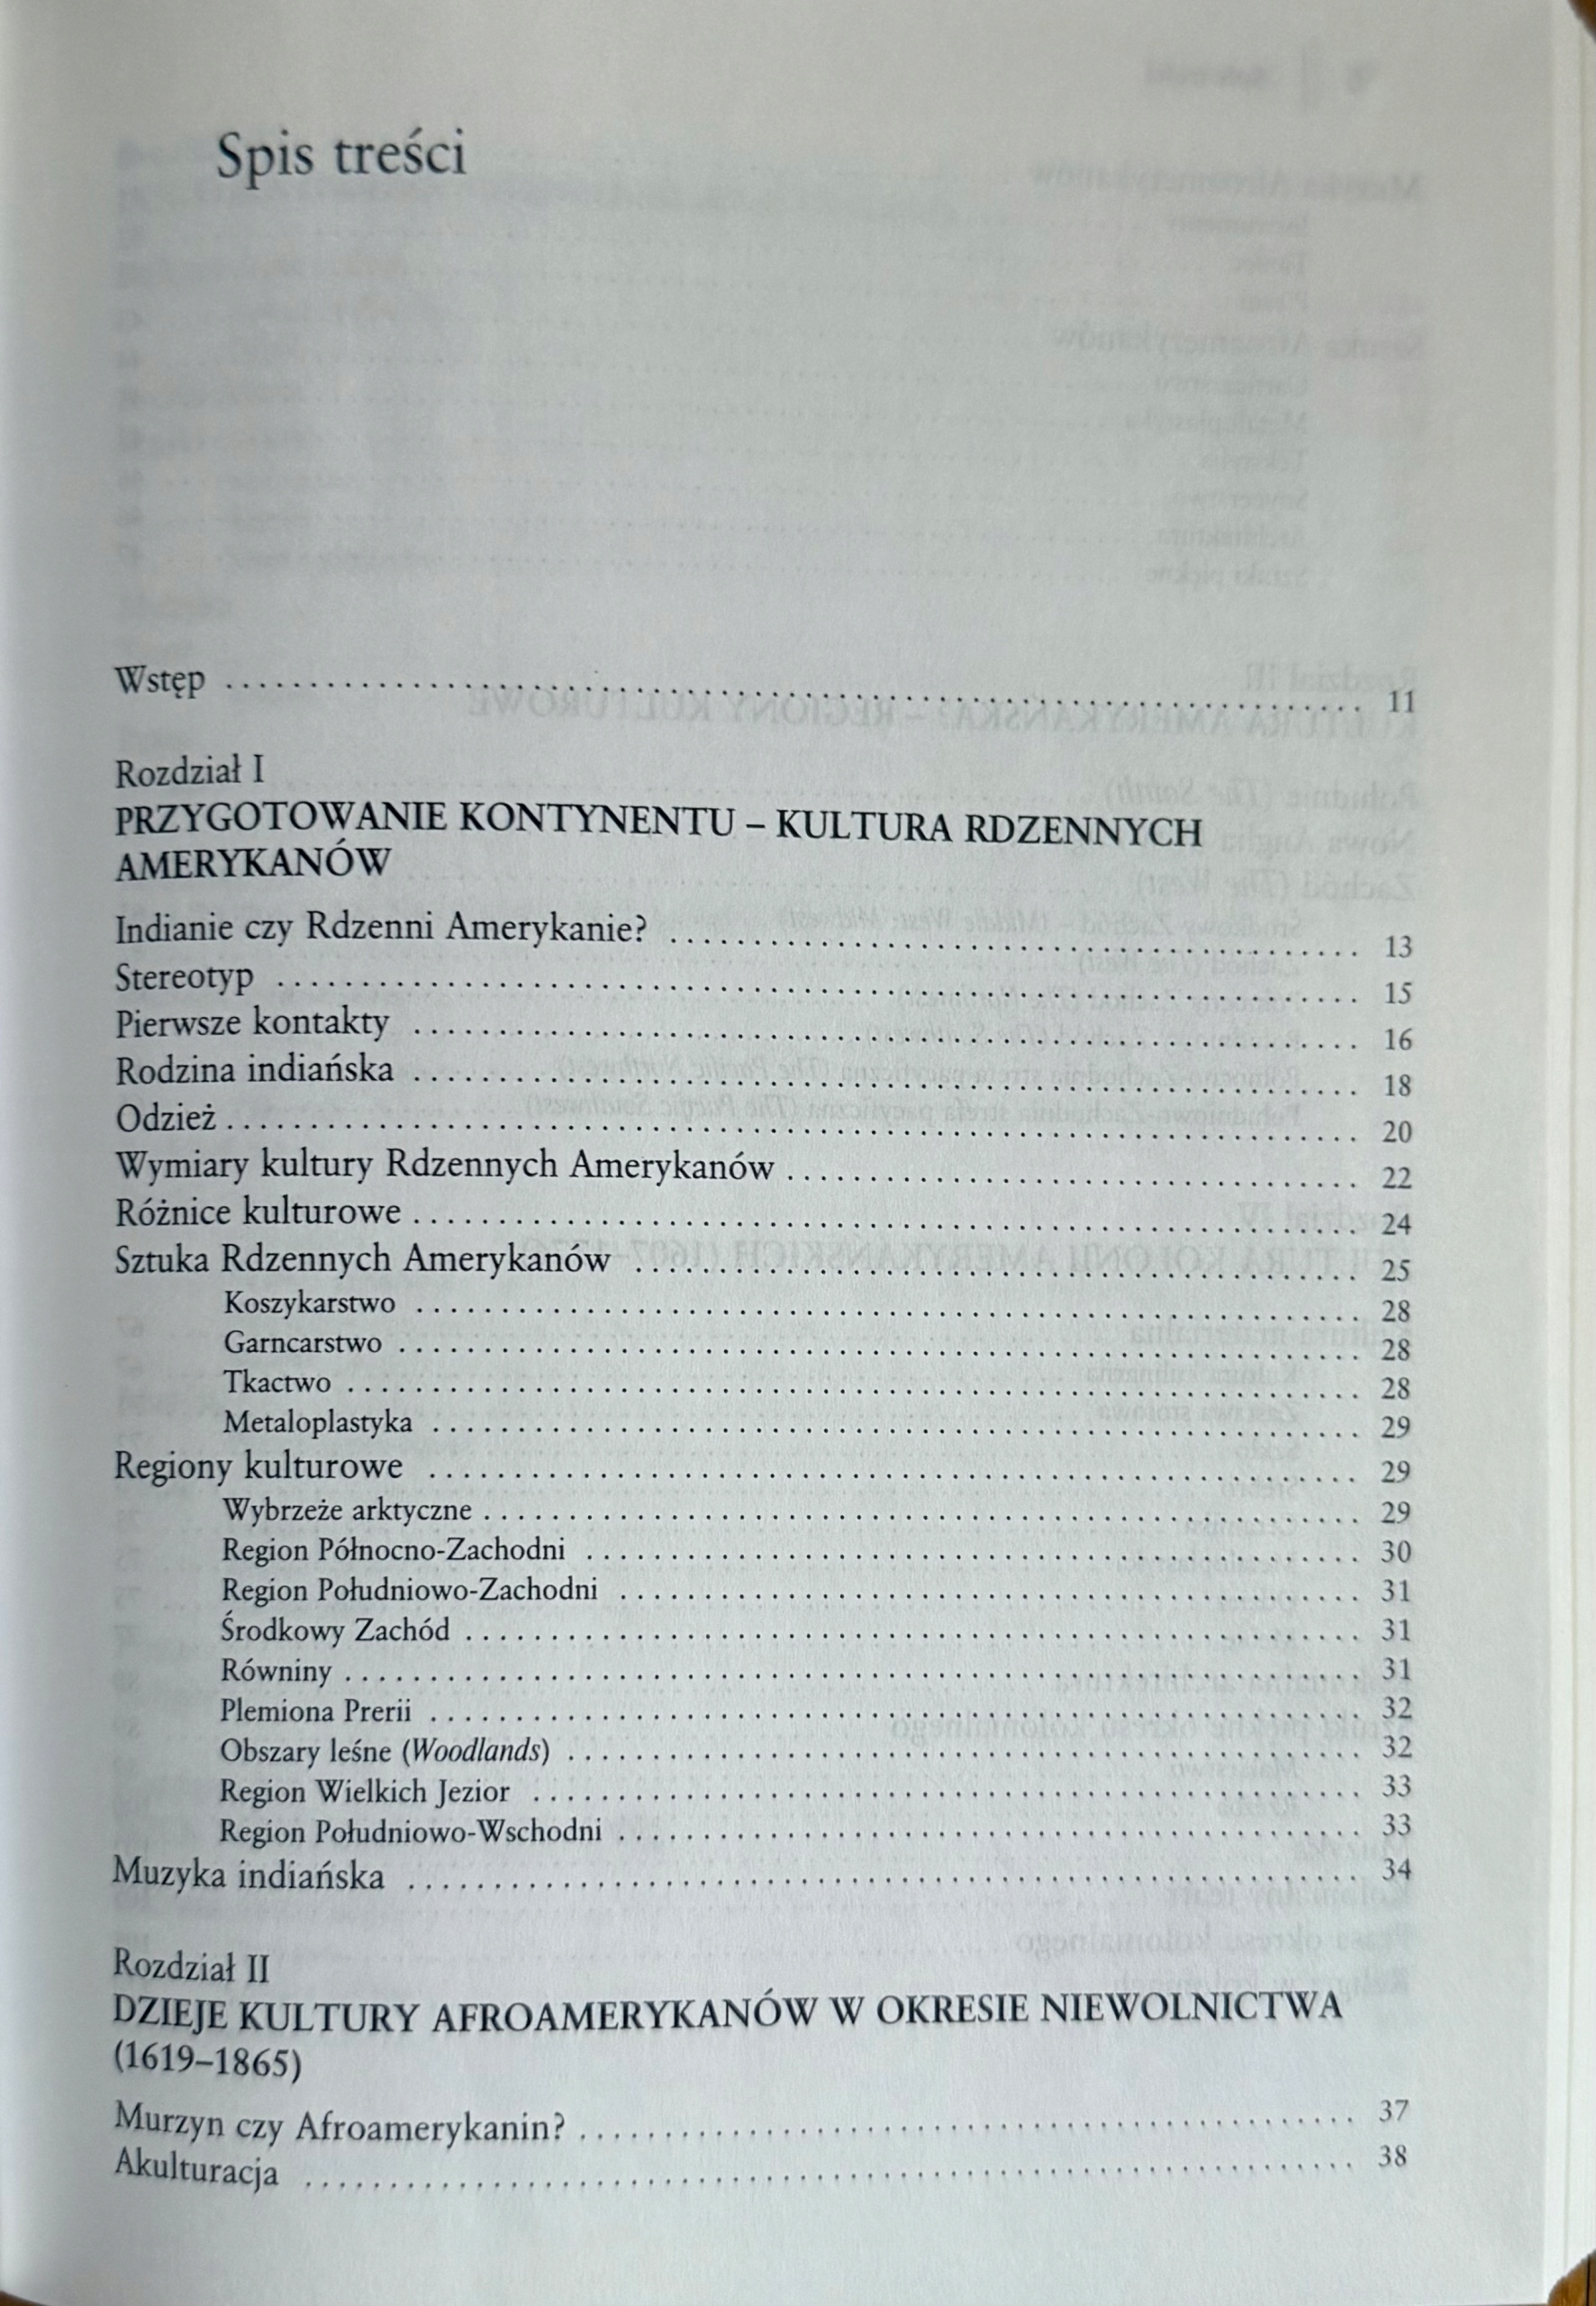 Spis treści
Wstęp 11
Rozdział I
PRZYGOTOWANIE KONTYNENTU – KULTURA RDZENNYCH
AMERYKANÓW
Indianie czy Rdzenni Amerykanie? 13
Stereotyp 15
Pierwsze kontakty 16
Rodzina indiańska 18
Odzież 20
Wymiary kultury Rdzennych Amerykanów 22
Różnice kulturowe 24
Sztuka Rdzennych Amerykanów 25
Koszykarstwo 28
Garncarstwo 28
Tkactwo 28
Metaloplastyka 29
Regiony kulturowe 29
Wybrzeże arktyczne 29
Region Północno-Zachodni 30
Region Południowo-Zachodni 31
Środkowy Zachód 31
Równiny 31
Plemiona Prerii 32
Obszary leśne (Woodlands) 32
Region Wielkich Jezior 33
Region Południowo-Wschodni 33
Muzyka indiańska 34
Rozdział II
DZIEJE KULTURY AFROAMERYKANÓW W OKRESIE NIEWOLNICTWA
(1619–1865)
Murzyn czy Afroamerykanin? 37
Akulturacja 38